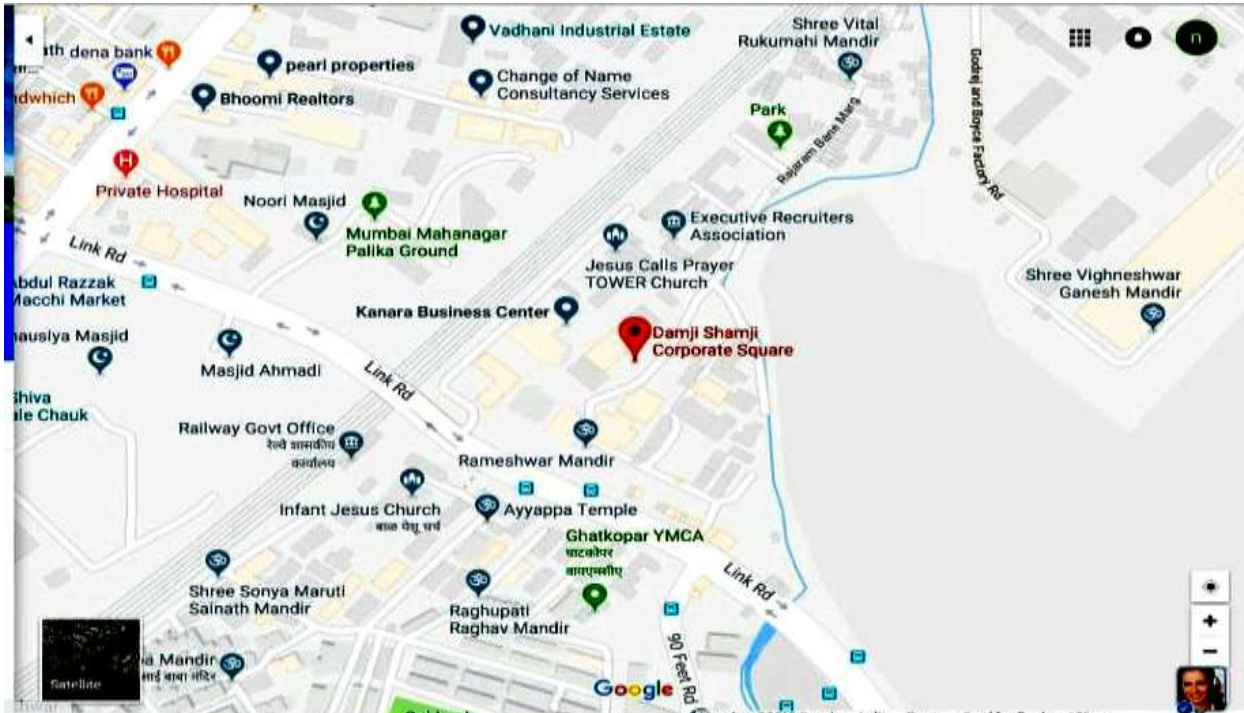 Vadhani Industrial Estate
Shree Vital
Rukumahi Mandir
ath dena bank
pearl properties
Change of Name
Consultancy Services
ndwhich
Bhoomi Realtors
Park
Rajaram Bane Marg
Godrej and Boyce Factory Rd
n
Private Hospital
Noori Masjid
Mumbai Mahanagar
Palika Ground
Executive Recruiters
Association
Link Rd
Jesus Calls Prayer
TOWER Church
Shree Vighneshwar
Ganesh Mandir
Abdul Razzak
Macchi Market
Kanara Business Center
Damji Shamji
Corporate Square
hausiya Masjid
Masjid Ahmadi
Link Rd
Shiva
ale Chauk
Railway Govt Office
रेल्वे शासकीय
कार्यालय
Rameshwar Mandir
Infant Jesus Church
बाळ येशू चर्च
Ayyappa Temple
Ghatkopar YMCA
घाटकोपर
वायएमसीए
Link Rd
Shree Sonya Maruti
Sainath Mandir
Raghupati
Raghav Mandir
90 Feet Rd
Mandir
साई बाबा मंदिर
Satellite
Google